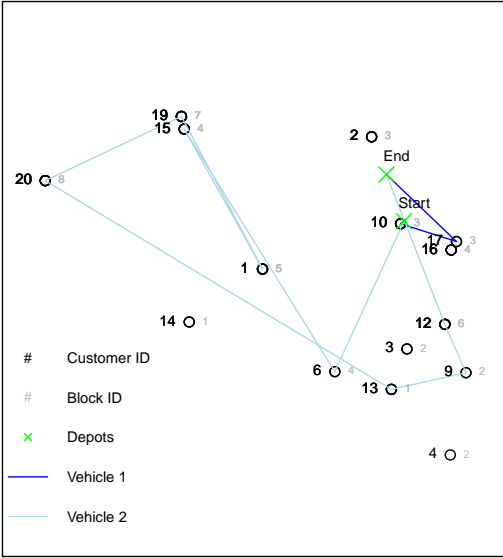 19 7
15 4
2 3
End
20 8
Start
10 3
17 3
16 4
1 5
14 1
12 6
3 2
# Customer ID
6 4
9 2
13 1
# Block ID
Depots
4 2
Vehicle 1
Vehicle 2